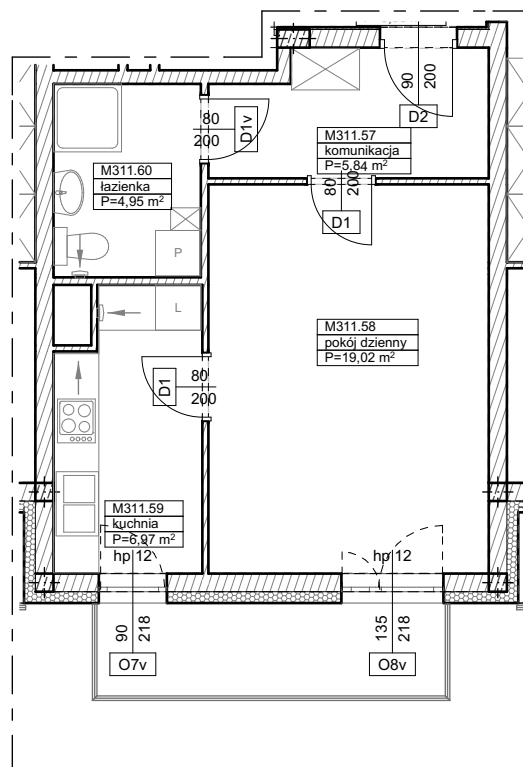 90
200
D2
80
200
D1v
M311.57
komunikacja
P=5,84 m²
M311.60
łazienka
P=4,95 m²
80
200
D1
P
L
M311.58
pokój dzienny
P=19,02 m²
80
200
D1
M311.59
kuchnia
P=6,97 m²
hp 12
hp 12
90
218
O7v
135
218
O8v